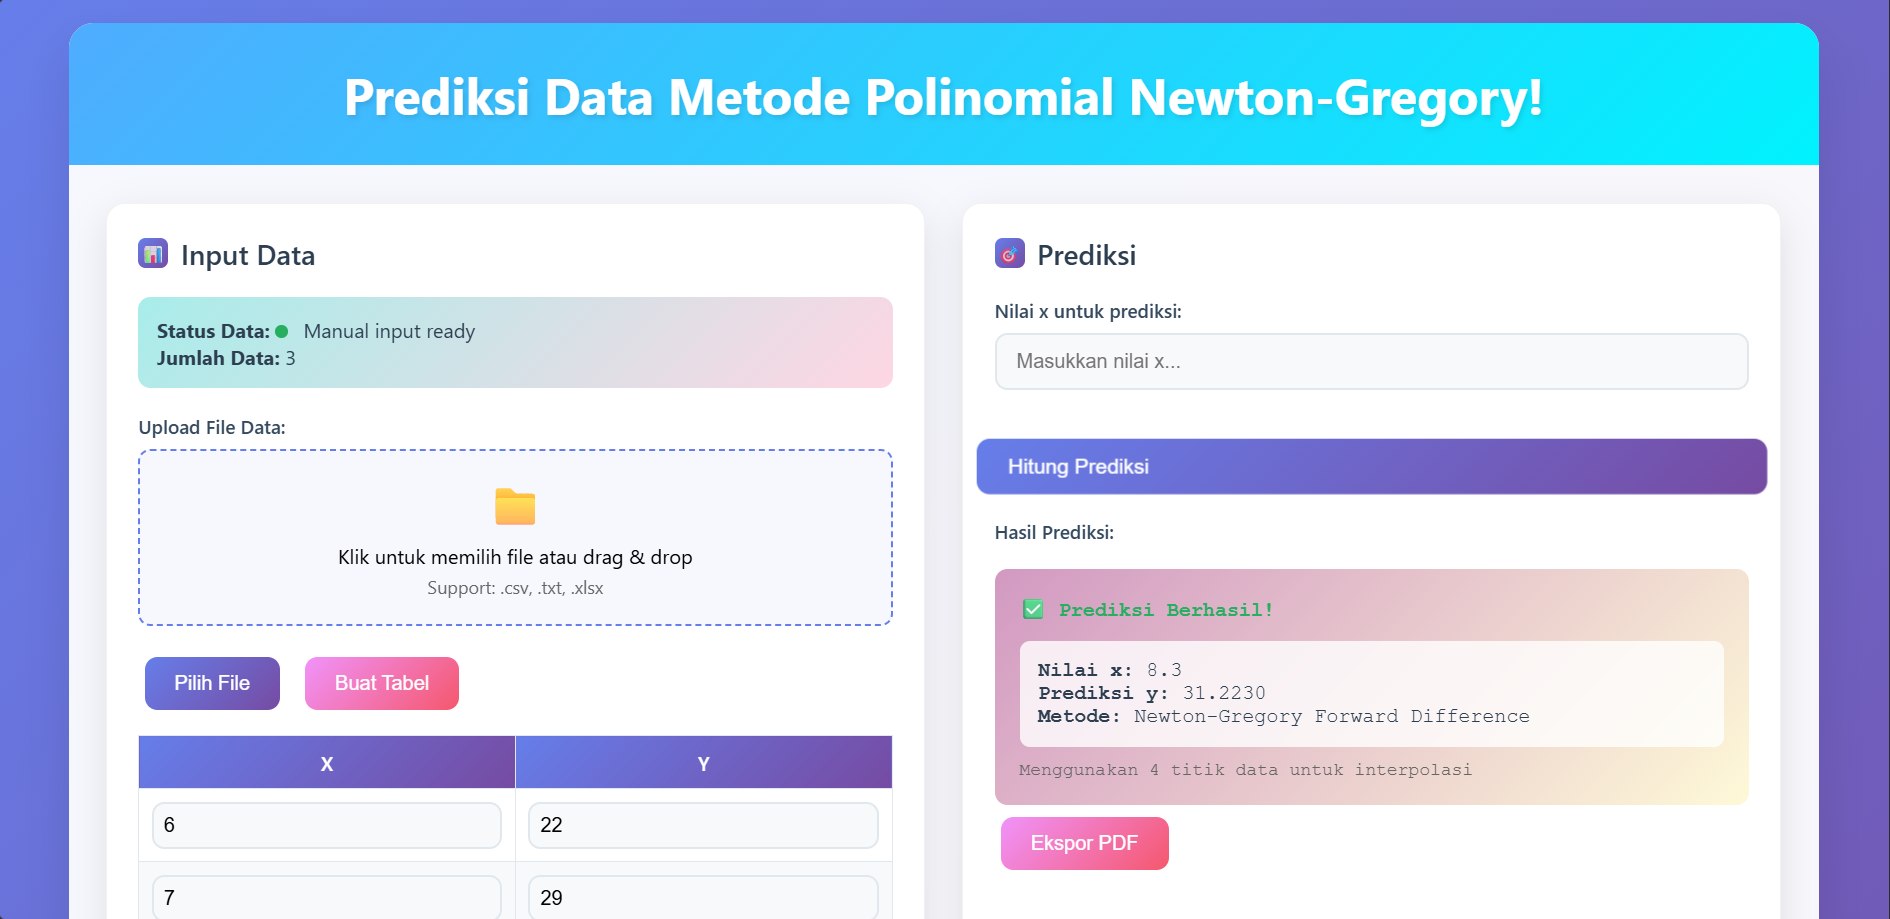 Prediksi Data Metode Polinomial Newton-Gregory!
Input Data
Status Data: Manual input ready
Jumlah Data: 3
Upload File Data:
Klik untuk memilih file atau drag & drop
Support: .csv, .txt, .xlsx
Pilih File
Buat Tabel
X Y
6 22
7 29
Prediksi
Nilai x untuk prediksi:
Masukkan nilai x...
Hitung Prediksi
Hasil Prediksi:
✅ Prediksi Berhasil!
Nilai x: 8.3
Prediksi y: 31.2230
Metode: Newton-Gregory Forward Difference
Menggunakan 4 titik data untuk interpolasi
Ekspor PDF